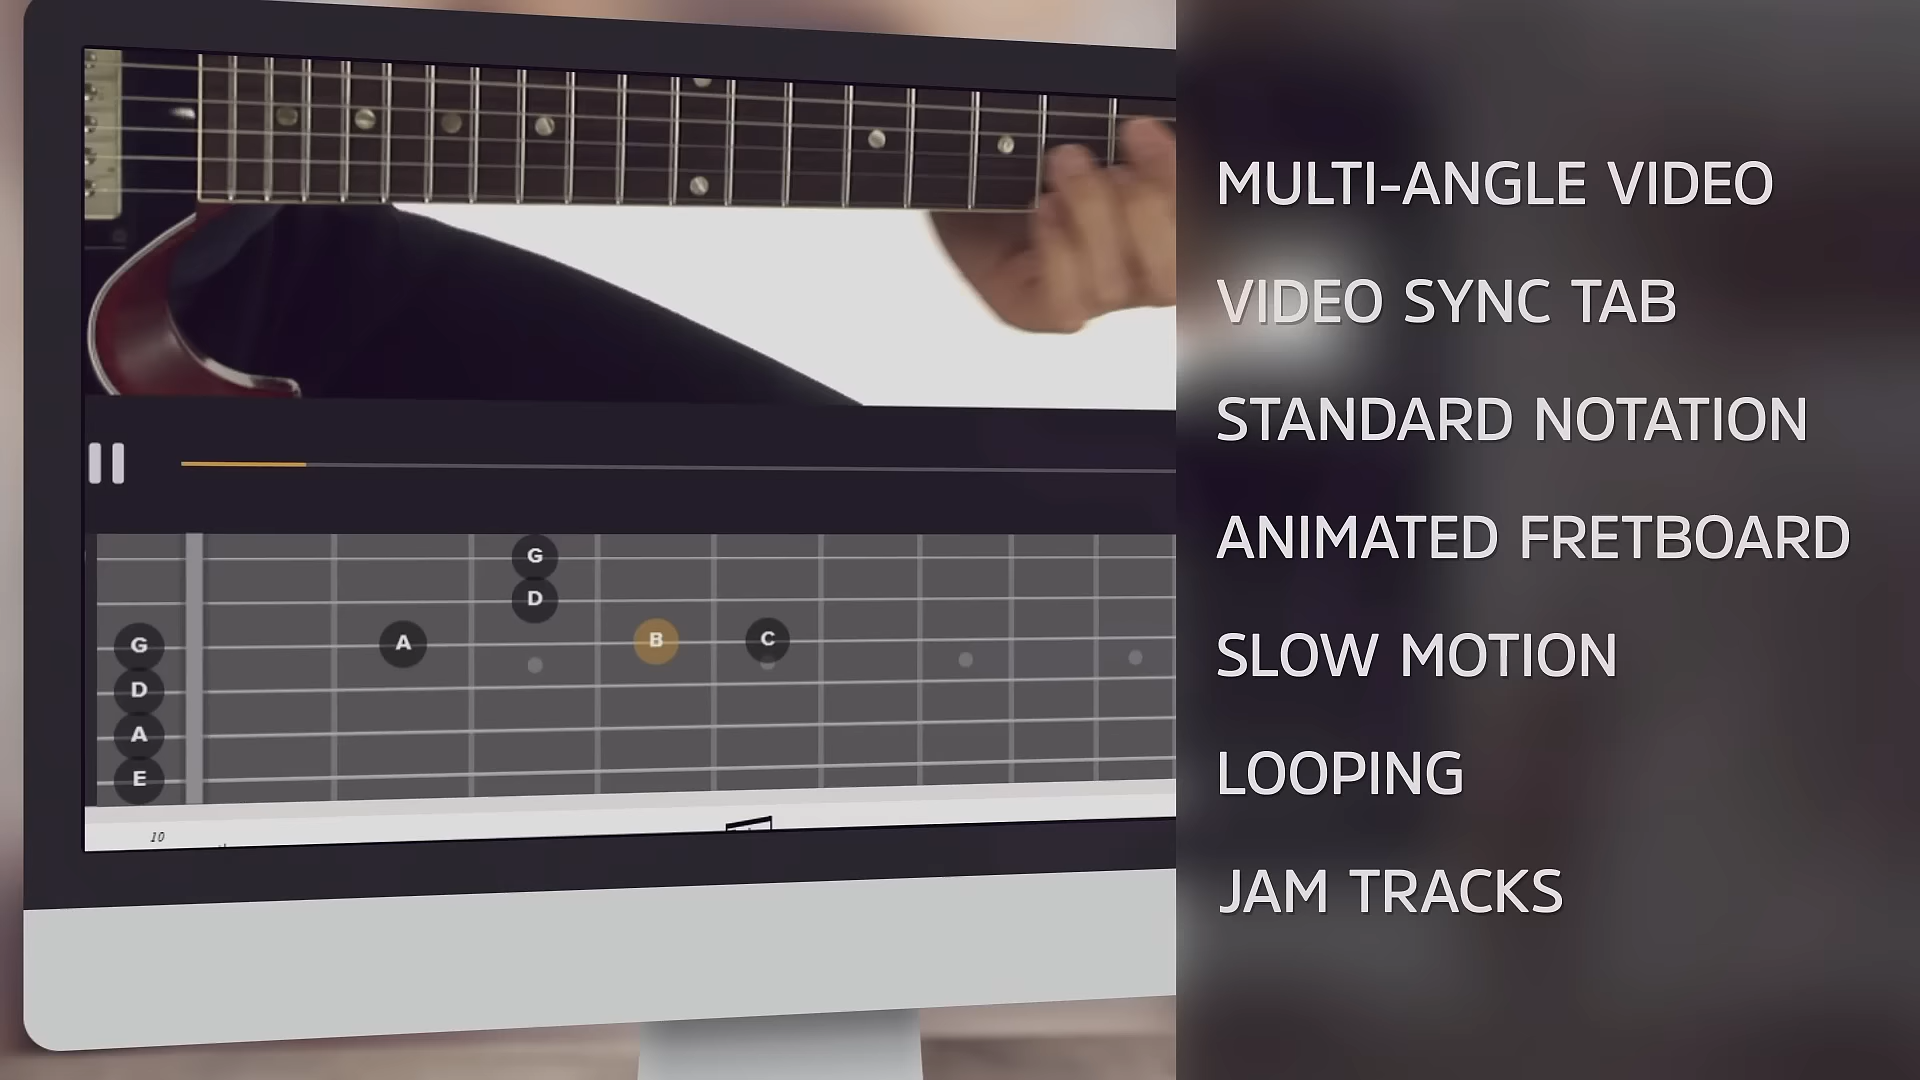 G
D
G
A
B
C
D
A
E
10
MULTI-ANGLE VIDEO
VIDEO SYNC TAB
STANDARD NOTATION
ANIMATED FRETBOARD
SLOW MOTION
LOOPING
JAM TRACKS